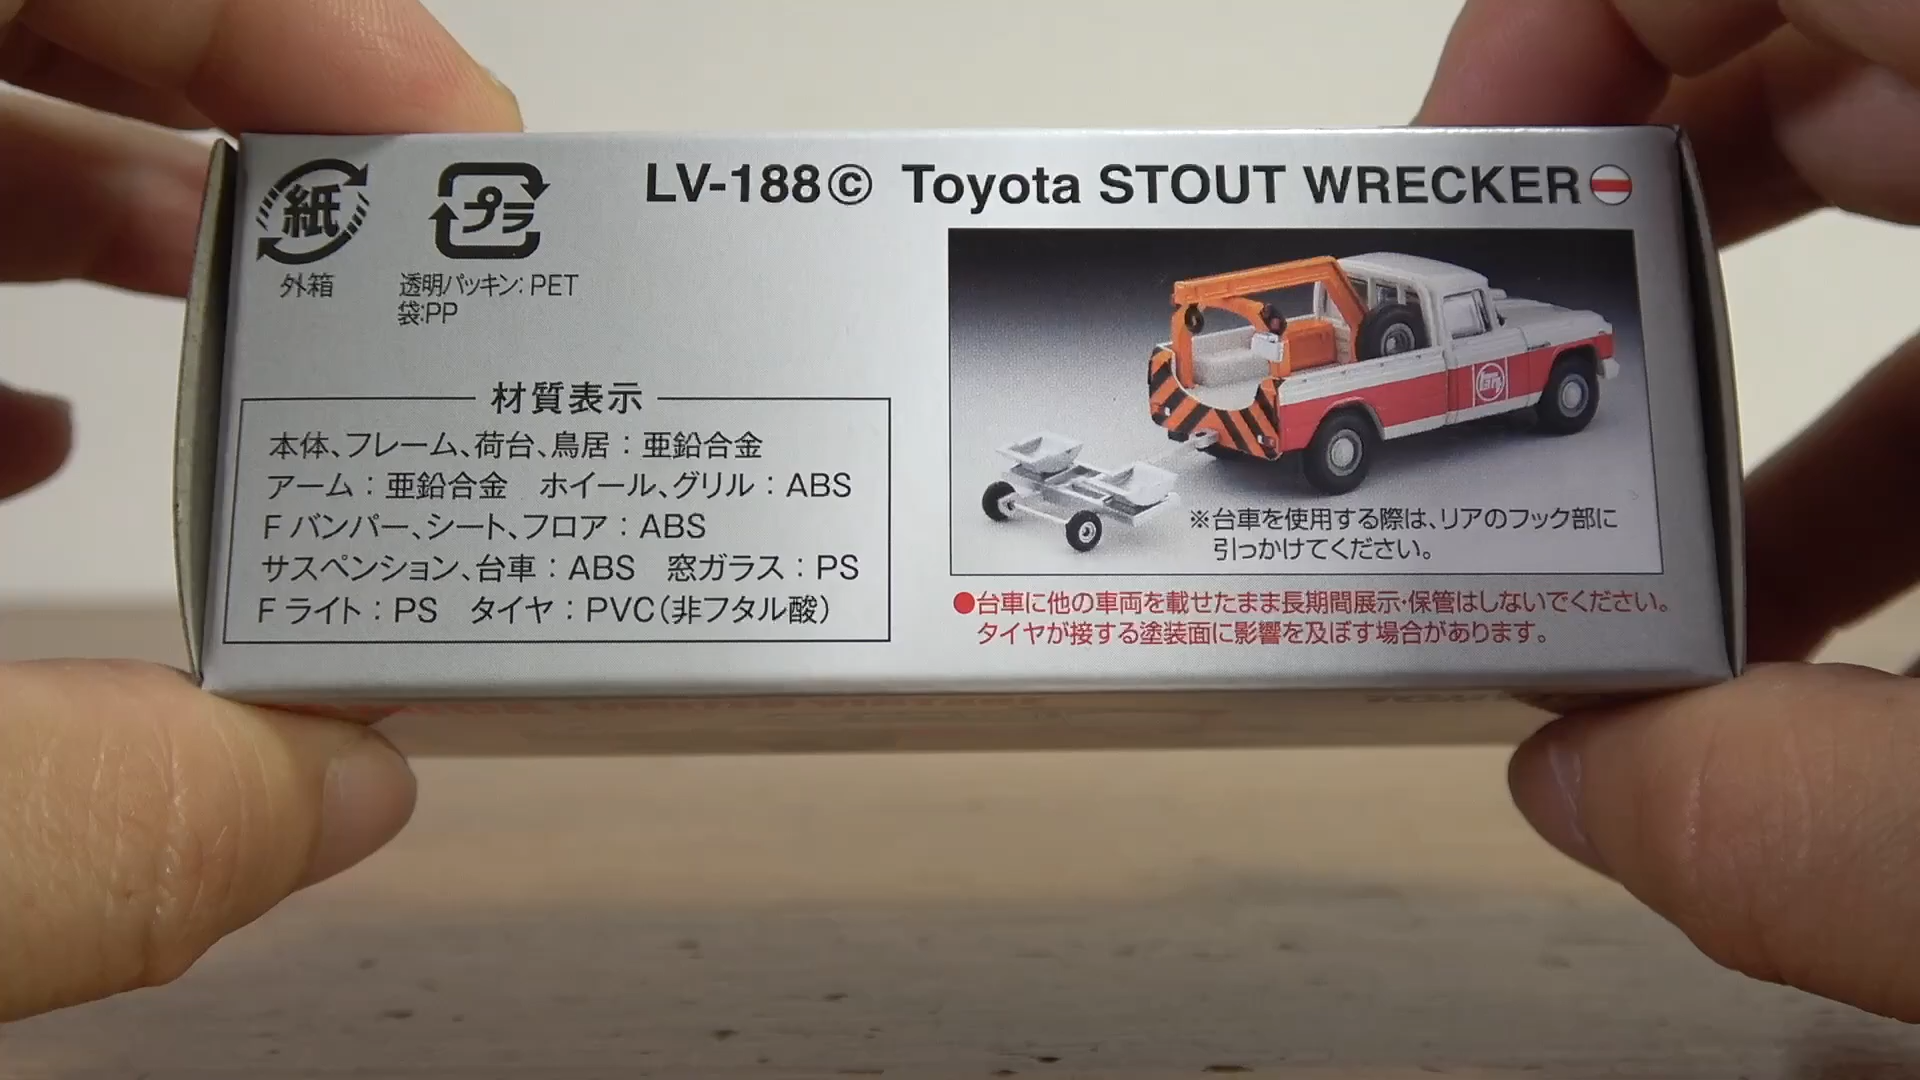 LV-188© Toyota STOUT WRECKER
紙
外箱
プラ
透明パッキン:PET
袋:PP
材質表示
本体、フレーム、荷台、鳥居:亜鉛合金
アーム:亜鉛合金 ホイール、グリル:ABS
Fバンパー、シート、フロア:ABS
サスペンション、台車:ABS 窓ガラス:PS
Fライト:PS タイヤ:PVC(非フタル酸)
※台車を使用する際は、リアのフック部に
引っかけてください。
●台車に他の車両を載せたまま長期間展示・保管はしないでください。
タイヤが接する塗装面に影響を及ぼす場合があります。